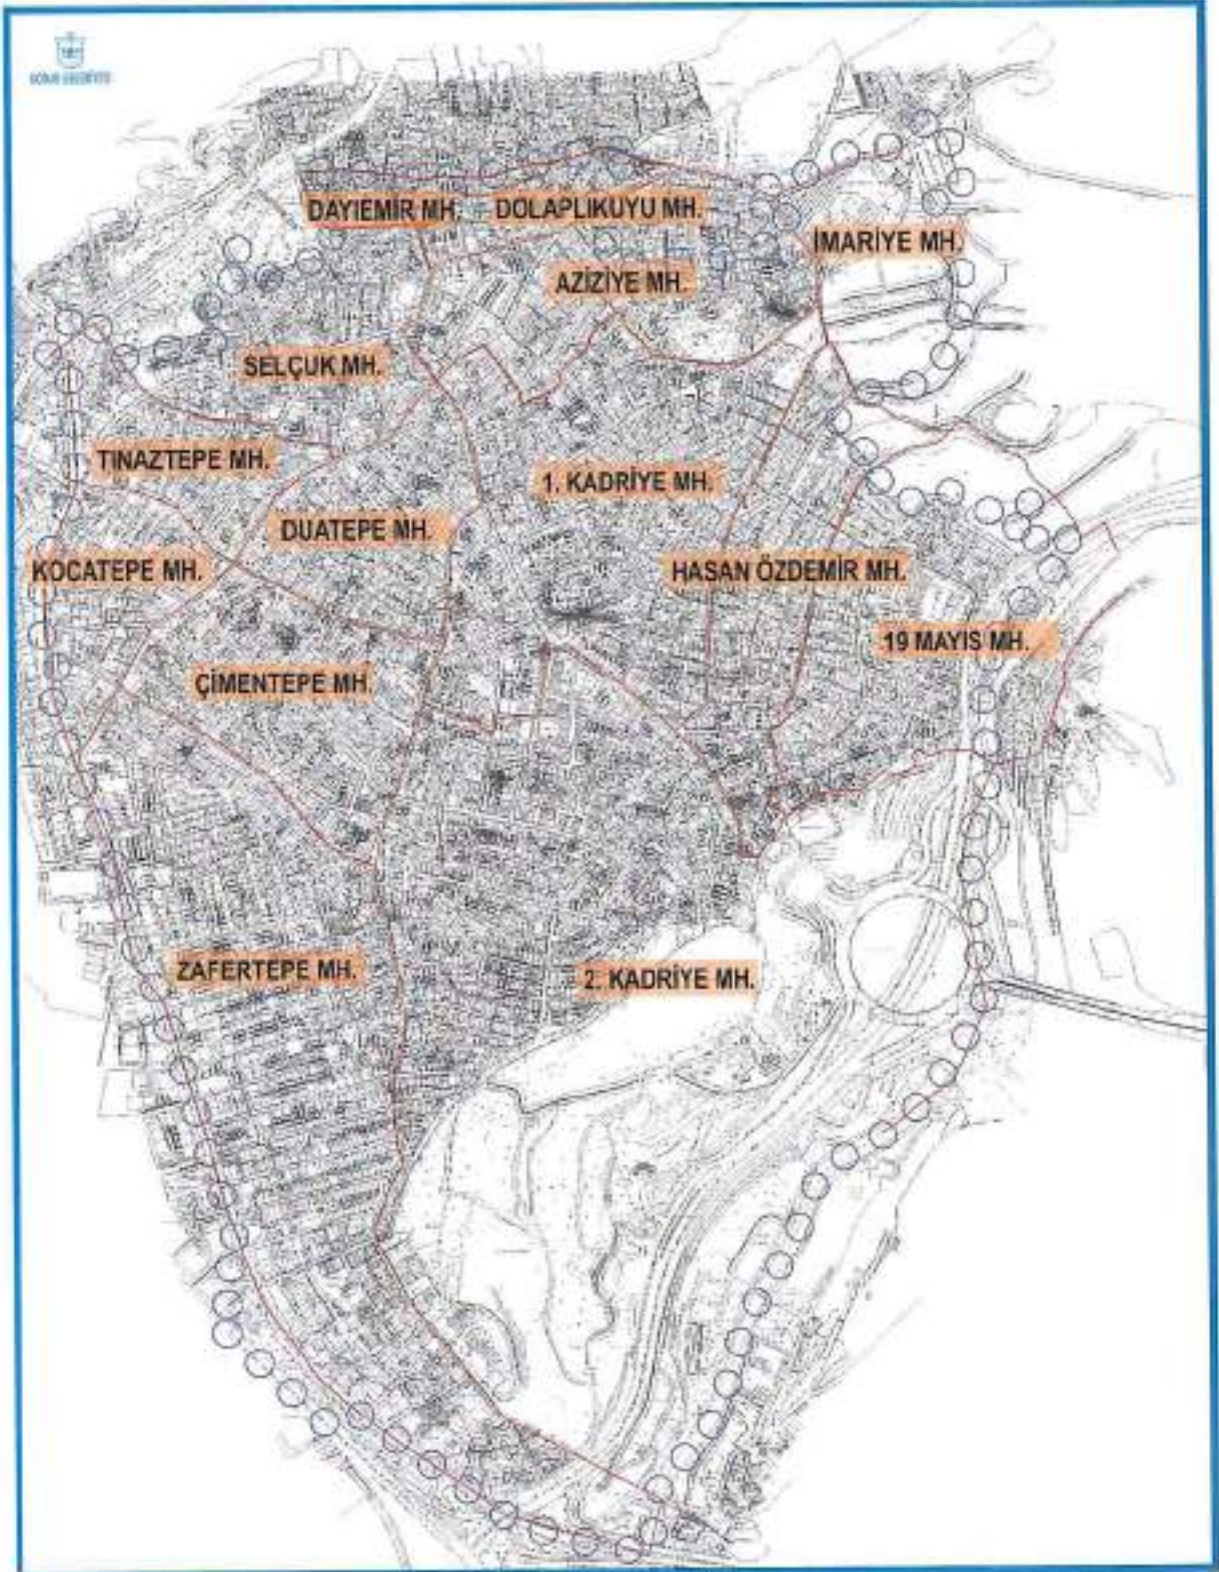 DAYIEMİR MH.
DOLAPLIKUYU MH.
İMARİYE MH.
AZİZİYE MH.
SELÇUK MH.
TINAZTEPE MH.
1. KADRİYE MH.
DUATEPE MH.
KOCATEPE MH.
HASAN ÖZDEMİR MH.
19 MAYIS MH.
ÇİMENTEPE MH.
ZAFERTEPE MH.
2. KADRİYE MH.